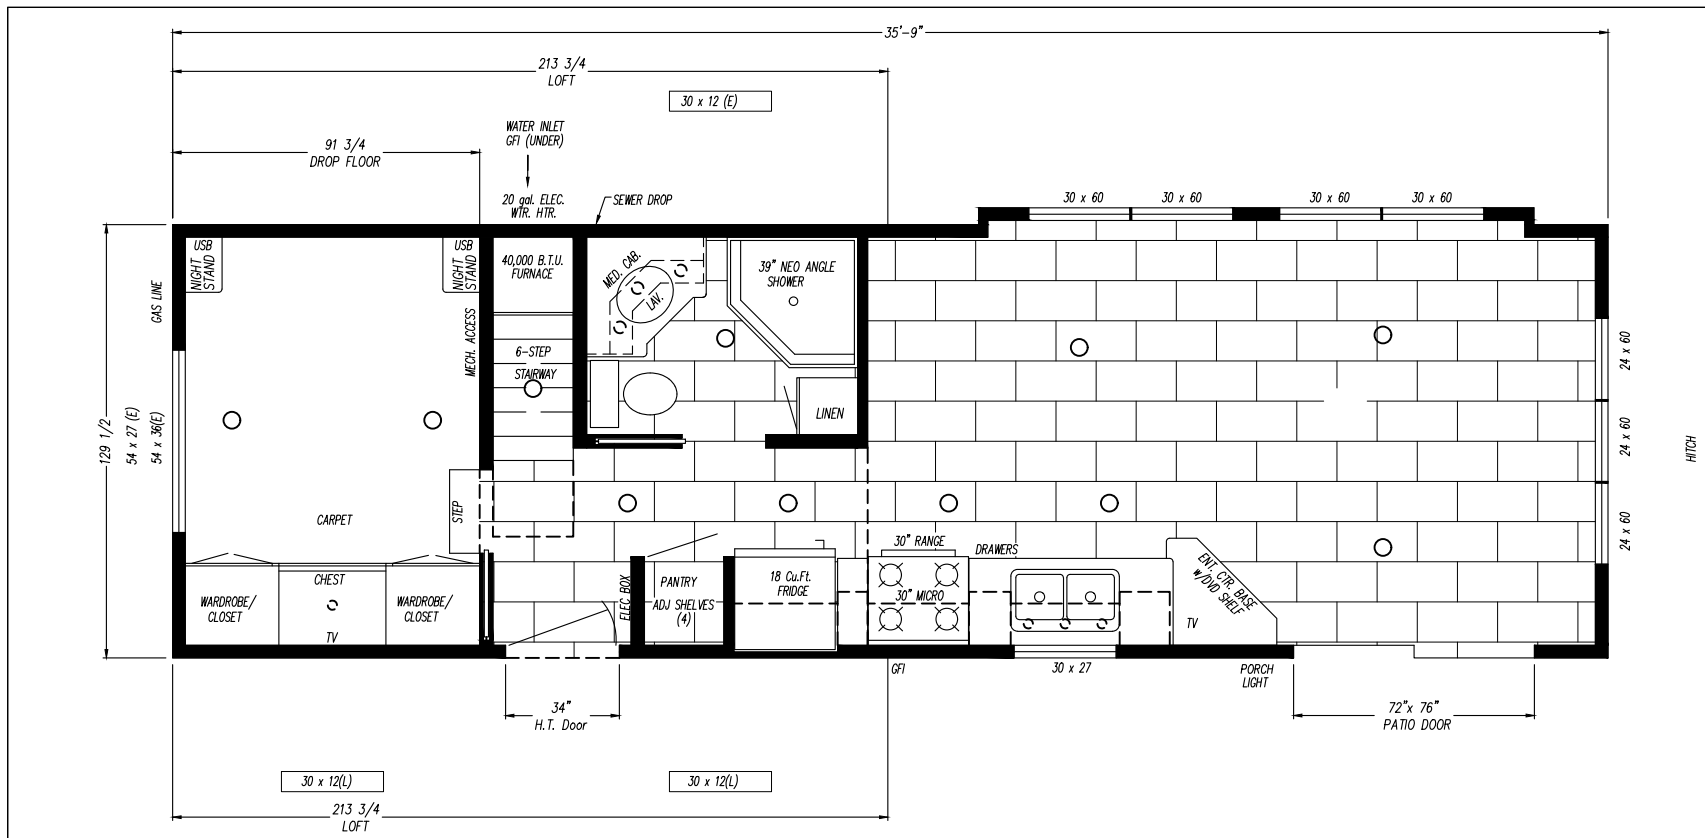 35'-9"
213 3/4
LOFT
30 x 12 (E)
WATER INLET
GFI (UNDER)
91 3/4
DROP FLOOR
20 gal. ELEC.
WTR. HTR.
SEWER DROP
30 x 60
30 x 60
30 x 60
30 x 60
USB
NIGHT
STAND
USB
NIGHT
STAND
40,000 B.T.U.
FURNACE
MED. CAB.
LAV.
39" NEO ANGLE
SHOWER
GAS LINE
MECH. ACCESS
6-STEP
STAIRWAY
LINEN
24 x 60
24 x 60
24 x 60
HITCH
129 1/2
54 x 27 (E)
54 x 36(E)
CARPET
STEP
30" RANGE
DRAWERS
CHEST
WARDROBE/
CLOSET
WARDROBE/
CLOSET
TV
ELEC BOX
PANTRY
ADJ SHELVES
(4)
18 Cu.Ft.
FRIDGE
30" MICRO
ENT. CTR. BASE
W/DVD SHELF
TV
GFI
30 x 27
PORCH
LIGHT
34"
H.T. Door
72"x 76"
PATIO DOOR
30 x 12(L)
30 x 12(L)
213 3/4
LOFT